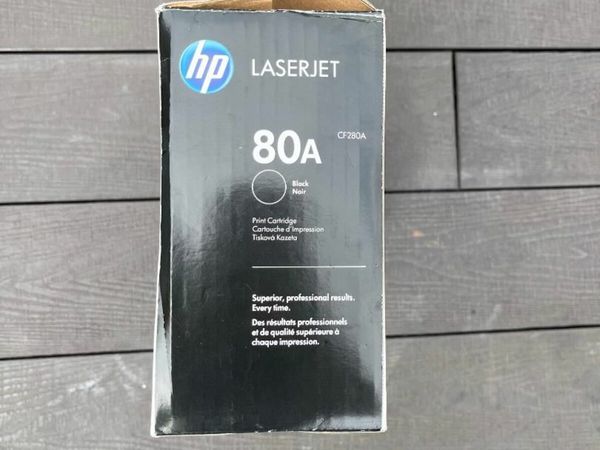 hp LASERJET
80A CF280A
Black
Noir
Print Cartridge
Cartouche d'impression
Tisková Kazeta
Superior, professional results.
Every time.
Des résultats professionnels
et de qualité supérieure à
chaque impression.